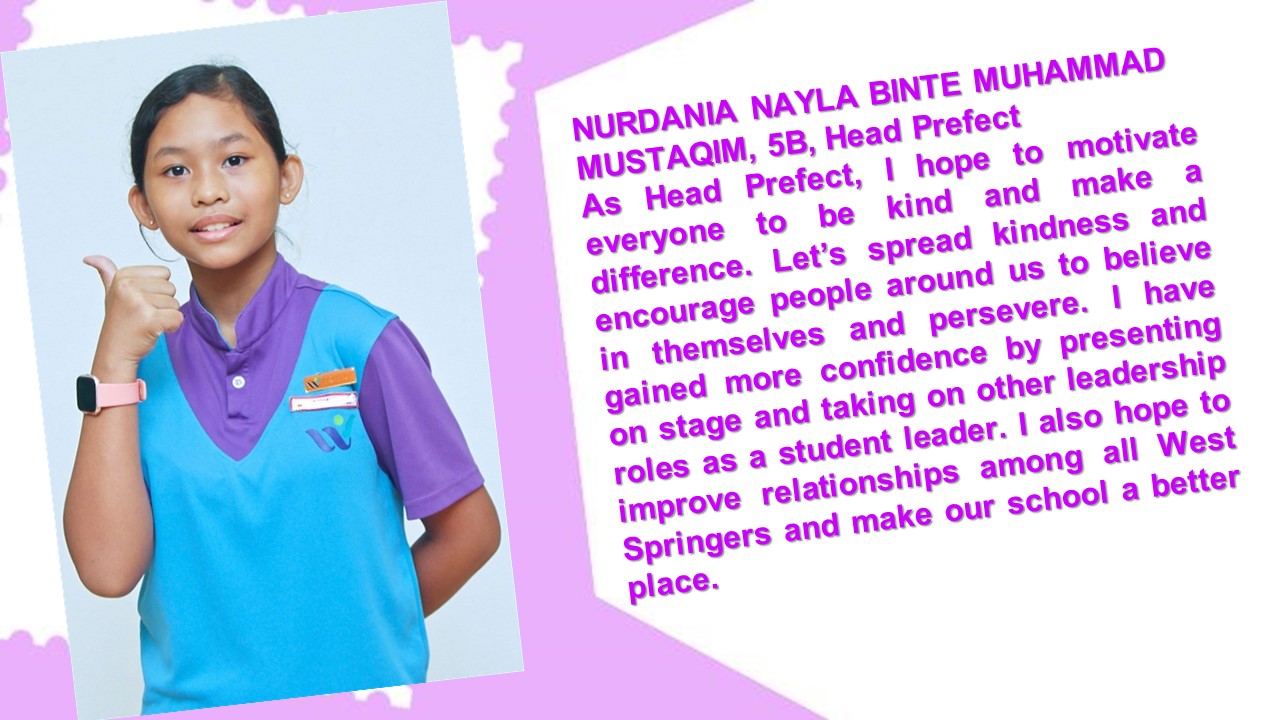 NURDANIA NAYLA BINTE MUHAMMAD
MUSTAQIM, 5B, Head Prefect
As Head Prefect, I hope to motivate
everyone to be kind and make a
difference. Let’s spread kindness and
encourage people around us to believe
in themselves and persevere. I have
gained more confidence by presenting
on stage and taking on other leadership
roles as a student leader. I also hope to
improve relationships among all West
Springers and make our school a better
place.